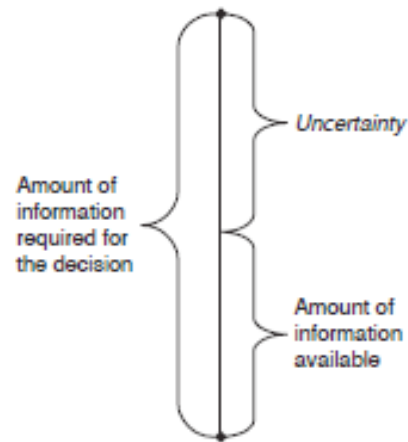 Uncertainty
Amount of
information
required for
the decision
Amount of
information
available